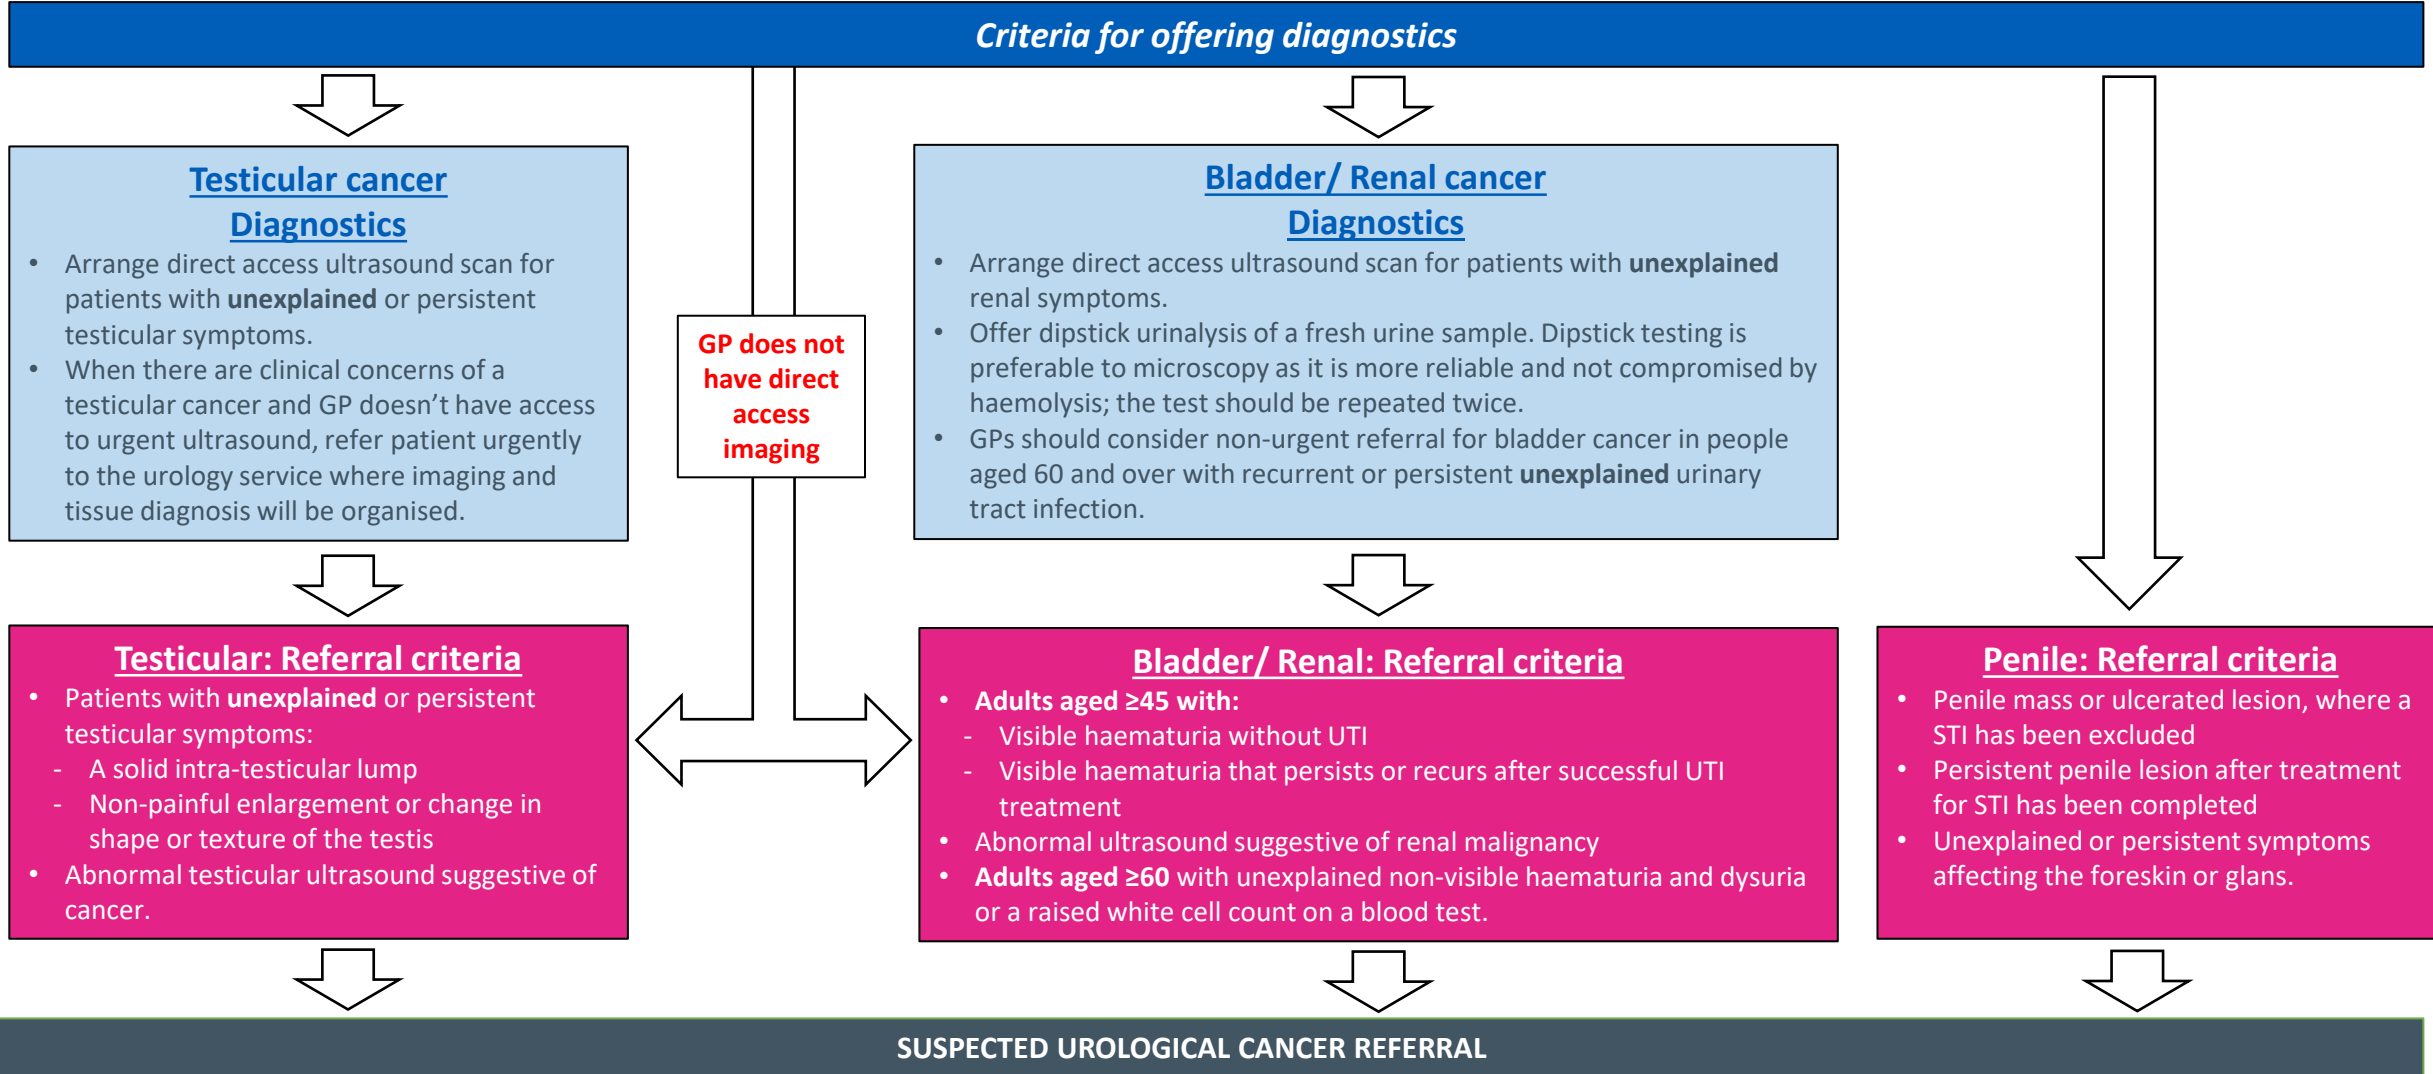 Criteria for offering diagnostics
Testicular cancer
Diagnostics
• Arrange direct access ultrasound scan for
patients with unexplained or persistent
testicular symptoms.
• When there are clinical concerns of a
testicular cancer and GP doesn’t have access
to urgent ultrasound, refer patient urgently
to the urology service where imaging and
tissue diagnosis will be organised.
GP does not
have direct
access
imaging
Bladder/ Renal cancer
Diagnostics
• Arrange direct access ultrasound scan for patients with unexplained
renal symptoms.
• Offer dipstick urinalysis of a fresh urine sample. Dipstick testing is
preferable to microscopy as it is more reliable and not compromised by
haemolysis; the test should be repeated twice.
• GPs should consider non-urgent referral for bladder cancer in people
aged 60 and over with recurrent or persistent unexplained urinary
tract infection.
Testicular: Referral criteria
• Patients with unexplained or persistent
testicular symptoms:
- A solid intra-testicular lump
- Non-painful enlargement or change in
shape or texture of the testis
• Abnormal testicular ultrasound suggestive of
cancer.
Bladder/ Renal: Referral criteria
• Adults aged ≥45 with:
- Visible haematuria without UTI
- Visible haematuria that persists or recurs after successful UTI
treatment
• Abnormal ultrasound suggestive of renal malignancy
• Adults aged ≥60 with unexplained non-visible haematuria and dysuria
or a raised white cell count on a blood test.
Penile: Referral criteria
• Penile mass or ulcerated lesion, where a
STI has been excluded
• Persistent penile lesion after treatment
for STI has been completed
• Unexplained or persistent symptoms
affecting the foreskin or glans.
SUSPECTED UROLOGICAL CANCER REFERRAL